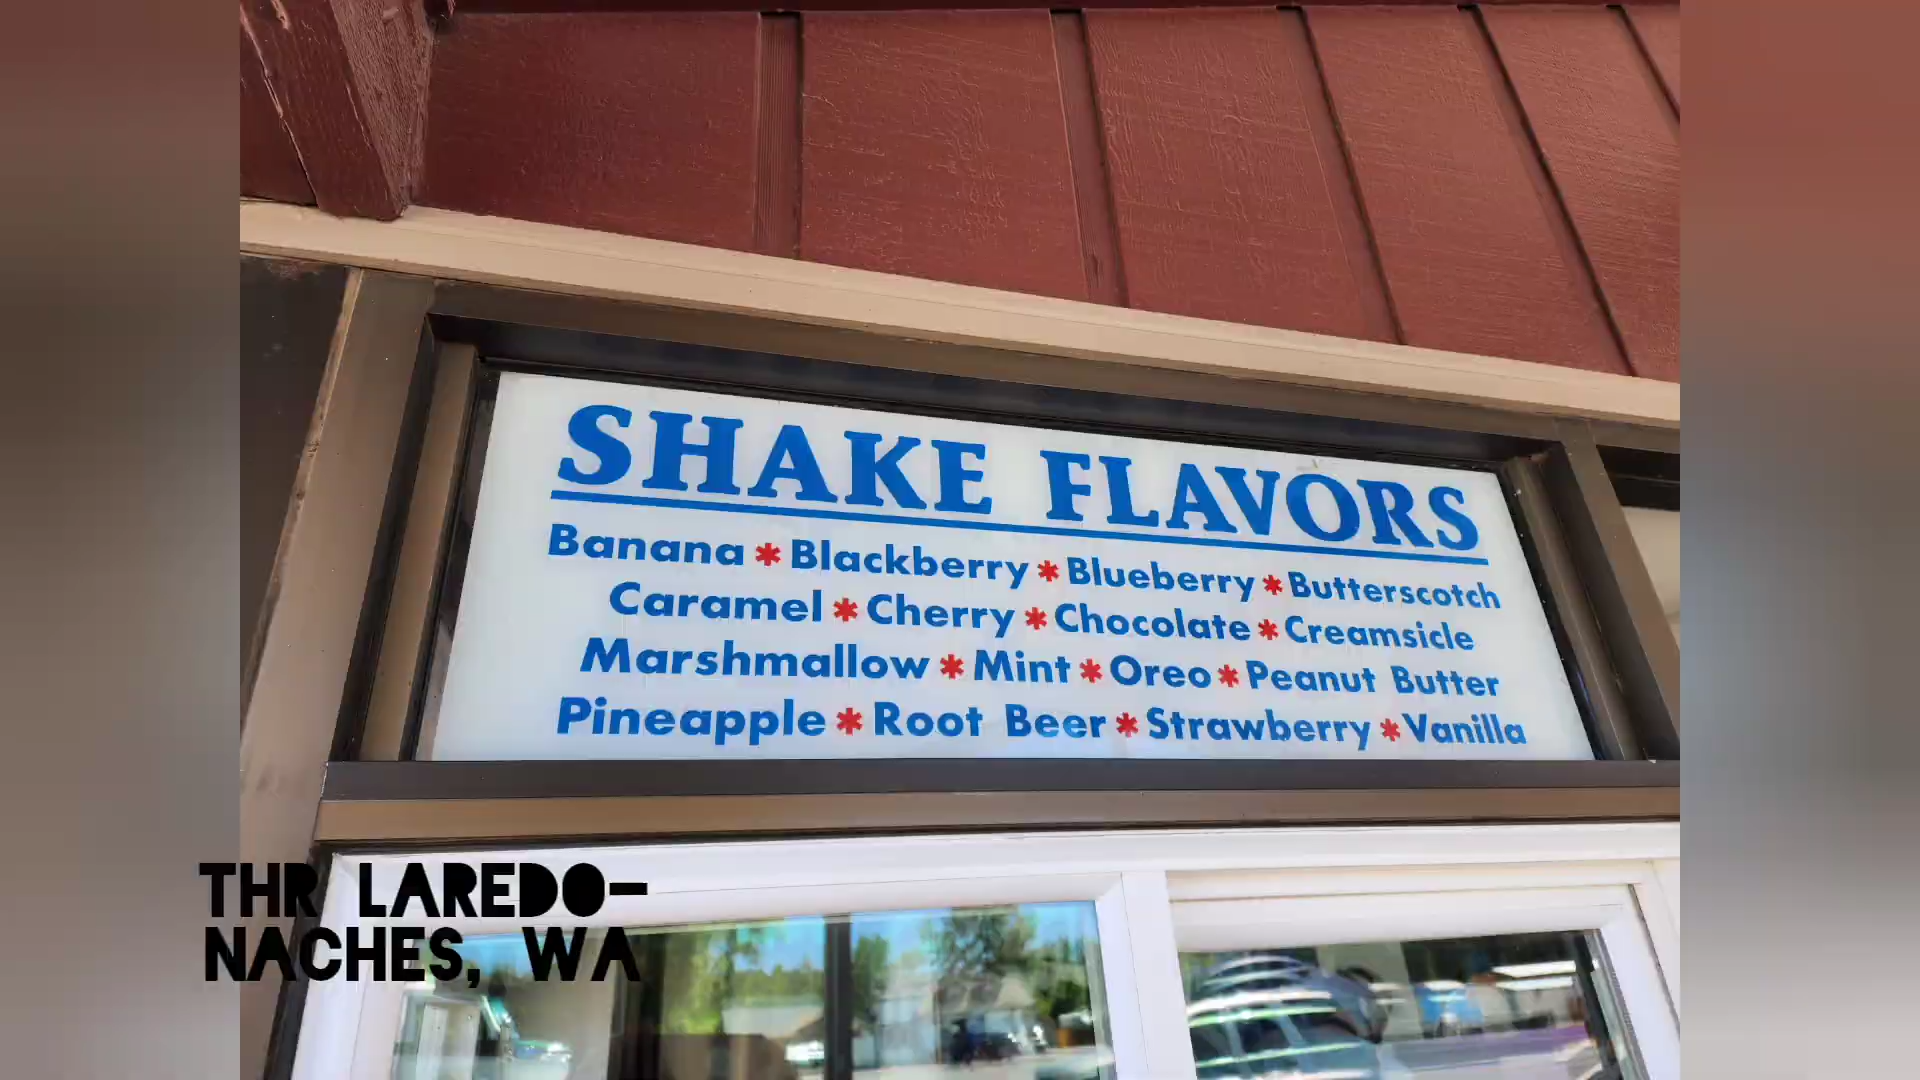 SHAKE FLAVORS
Banana * Blackberry * Blueberry * Butterscotch
Caramel * Cherry * Chocolate * Creamsicle
Marshmallow * Mint * Oreo * Peanut Butter
Pineapple * Root Beer * Strawberry * Vanilla
THR LAREDO-
NACHES, WA